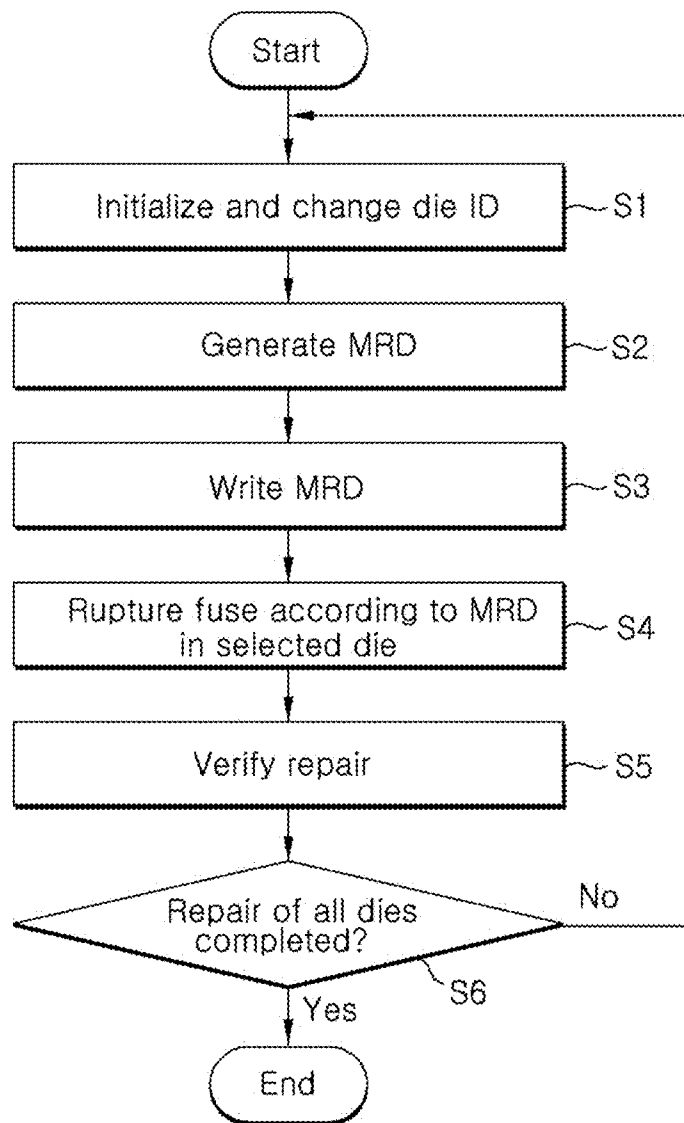 Start
Initialize and change die ID
S1
Generate MRD
S2
Write MRD
S3
Rupture fuse according to MRD
in selected die
S4
Verify repair
S5
Repair of all dies
completed?
No
S6
Yes
End